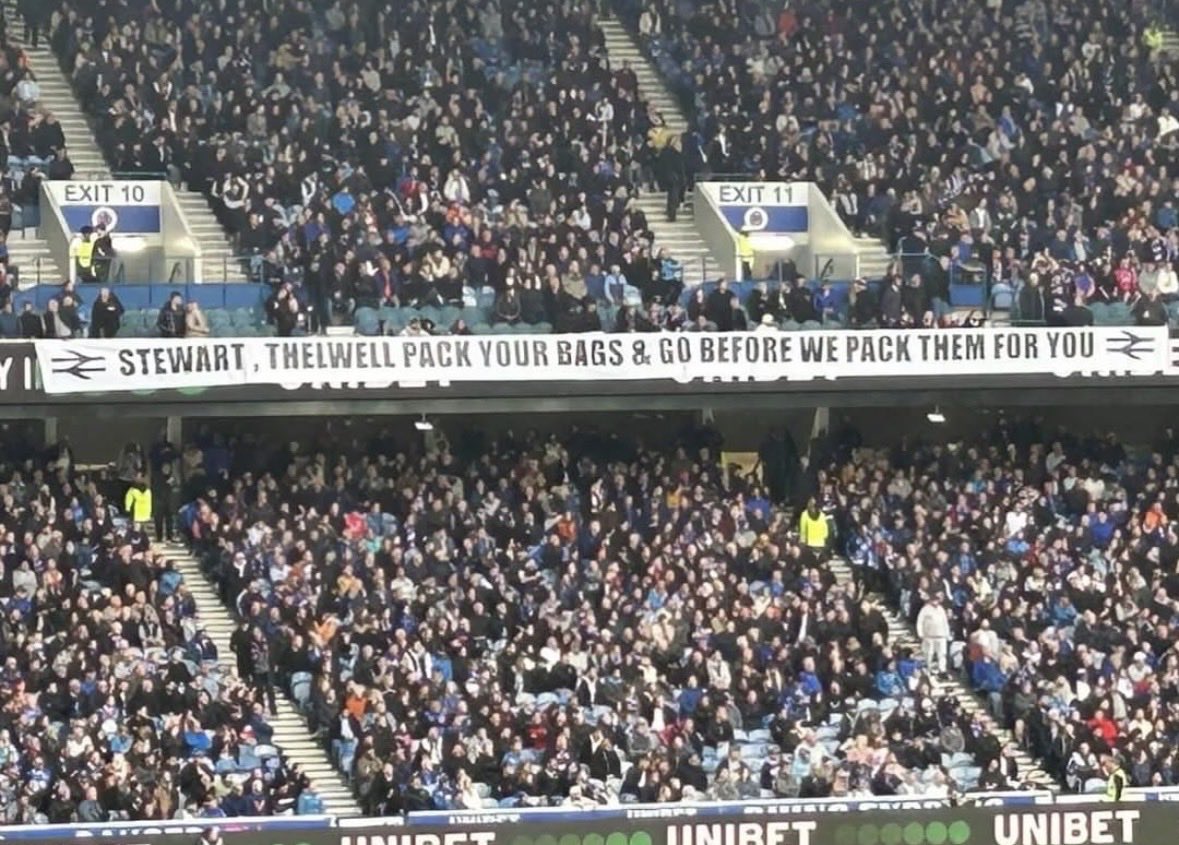 EXIT 10
EXIT 11
STEWART, THELWELL PACK YOUR BAGS & GO BEFORE WE PACK THEM FOR YOU
UNIBET UNIBET UNIBET